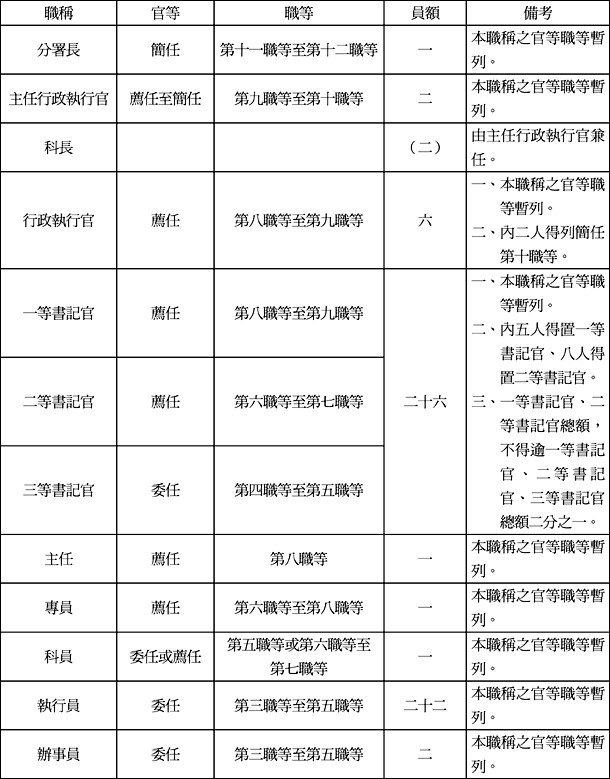 職稱 官等 職等 員額 備考
分署長 簡任 第十一職等至第十二職等 一 本職稱之官等職等暫
列。
主任行政執行官 薦任至簡任 第九職等至第十職等 二 本職稱之官等職等暫
列。
科長 （二） 由主任行政執行官兼
任。
行政執行官 薦任 第八職等至第九職等 六 一、本職稱之官等職
等暫列。
二、內二人得列簡任
第十職等。
一等書記官 薦任 第八職等至第九職等
二等書記官 薦任 第六職等至第七職等
三等書記官 委任 第四職等至第五職等
二十六
一、本職稱之官等職
等暫列。
二、內五人得置一等
書記官、八人得
置二等書記官。
三、一等書記官、二
等書記官總額，
不得逾一等書記
官、二等書記
官、三等書記官
總額二分之一。
主任 薦任 第八職等 一 本職稱之官等職等暫
列。
專員 薦任 第六職等至第八職等 一 本職稱之官等職等暫
列。
科員 委任或薦任 第五職等或第六職等至
第七職等 一 本職稱之官等職等暫
列。
執行員 委任 第三職等至第五職等 二十二 本職稱之官等職等暫
列。
辦事員 委任 第三職等至第五職等 二 本職稱之官等職等暫
列。